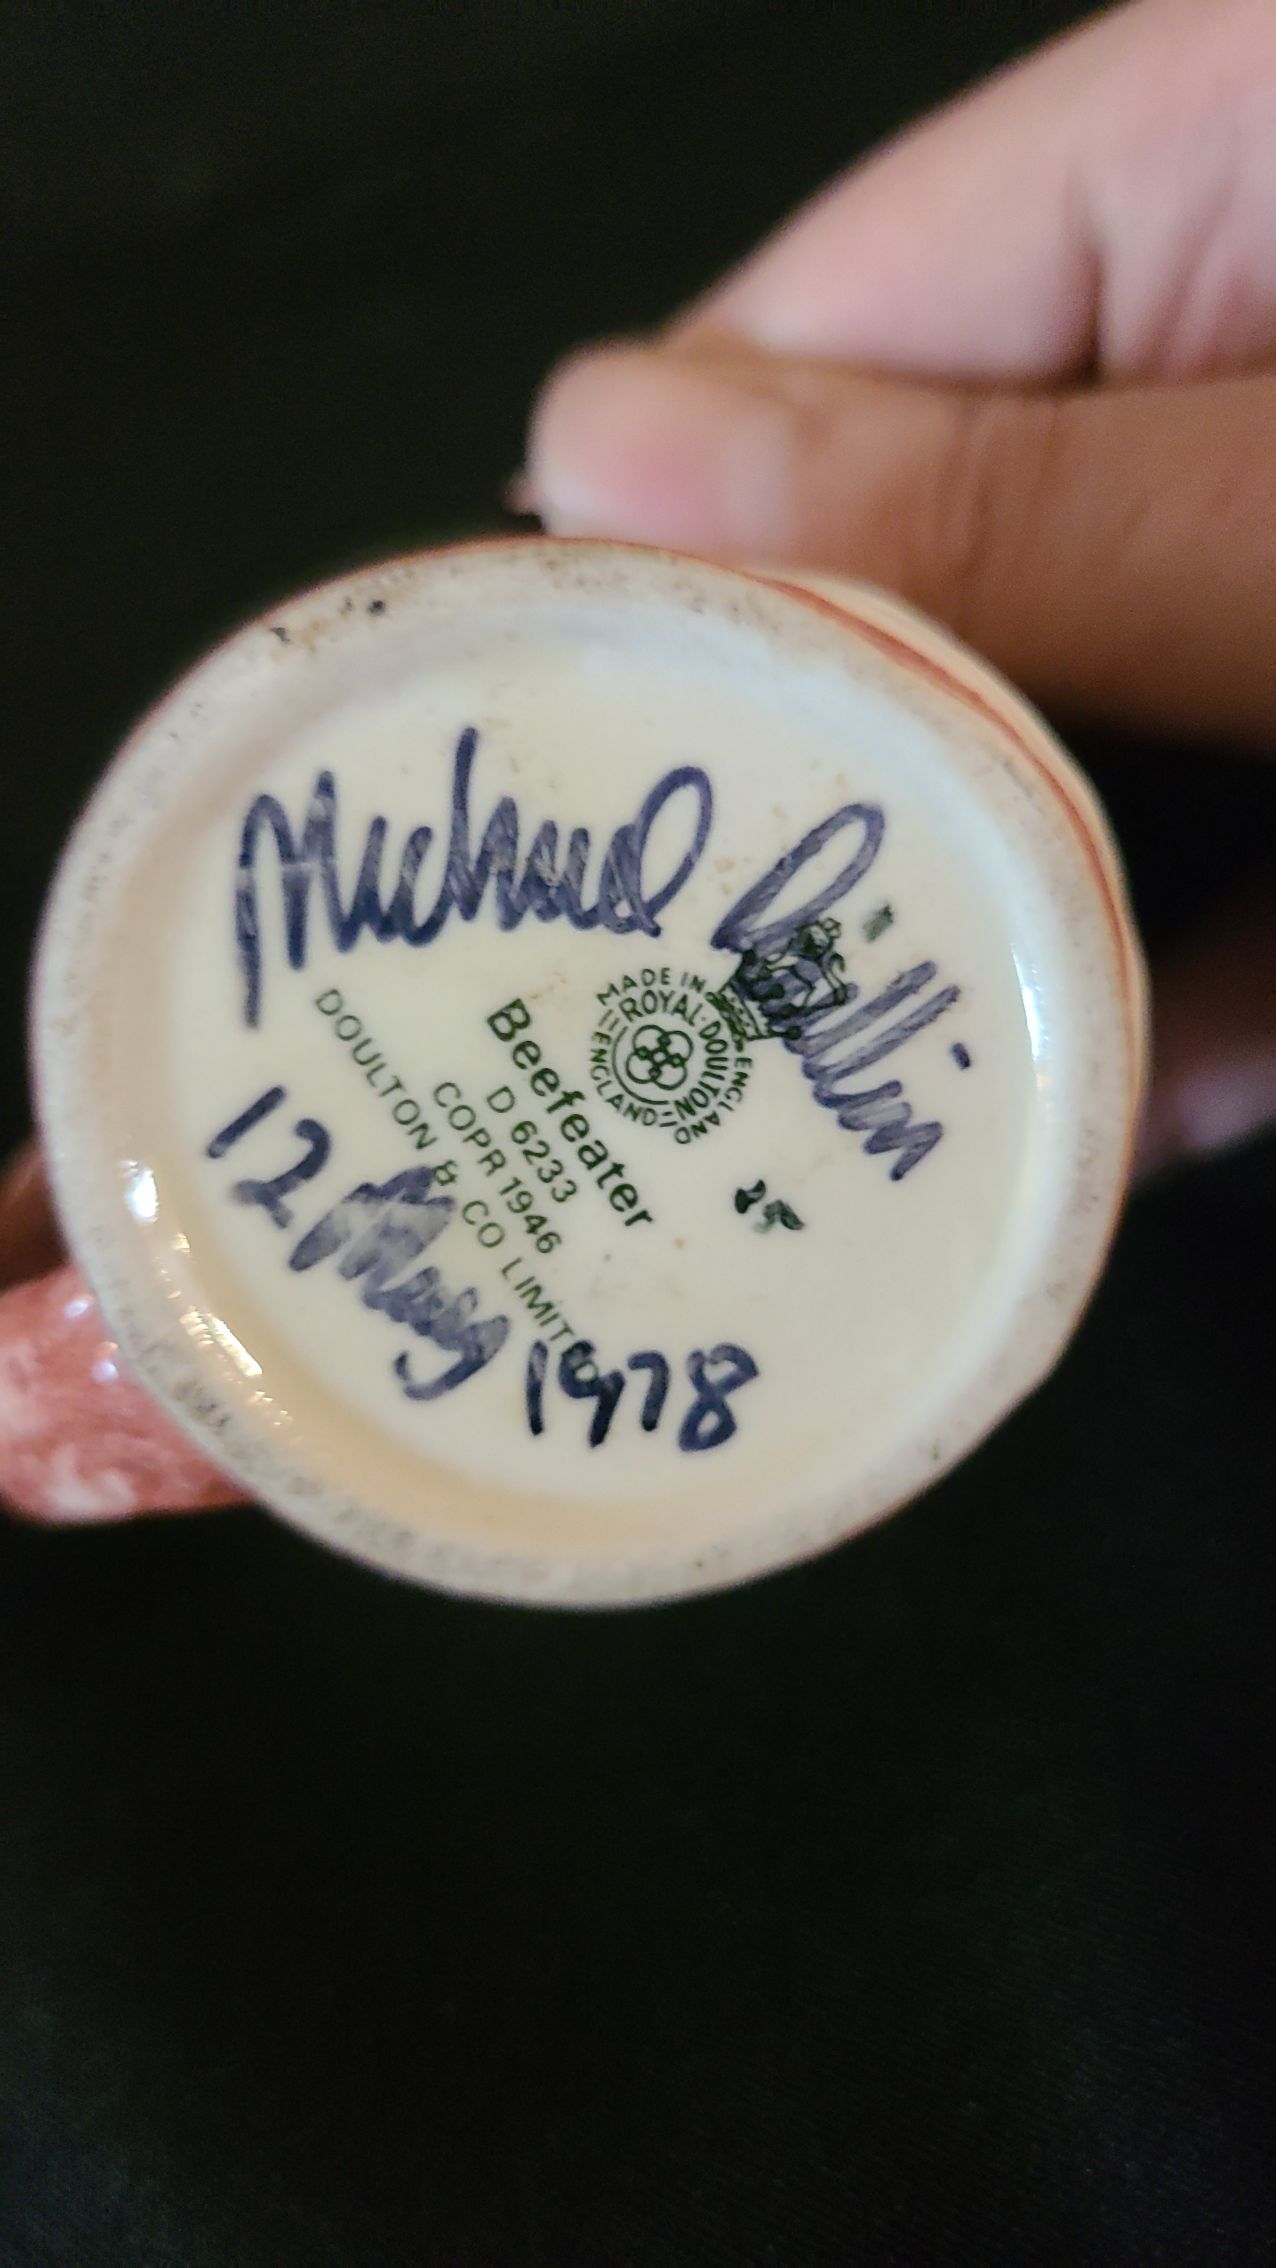 Michael Doulton
MADE IN ENGLAND
ROYAL DOULTON
ENGLAND
Beefeater
D 6233
COPR 1946
DOULTON & CO LIMITED
12 May 1978